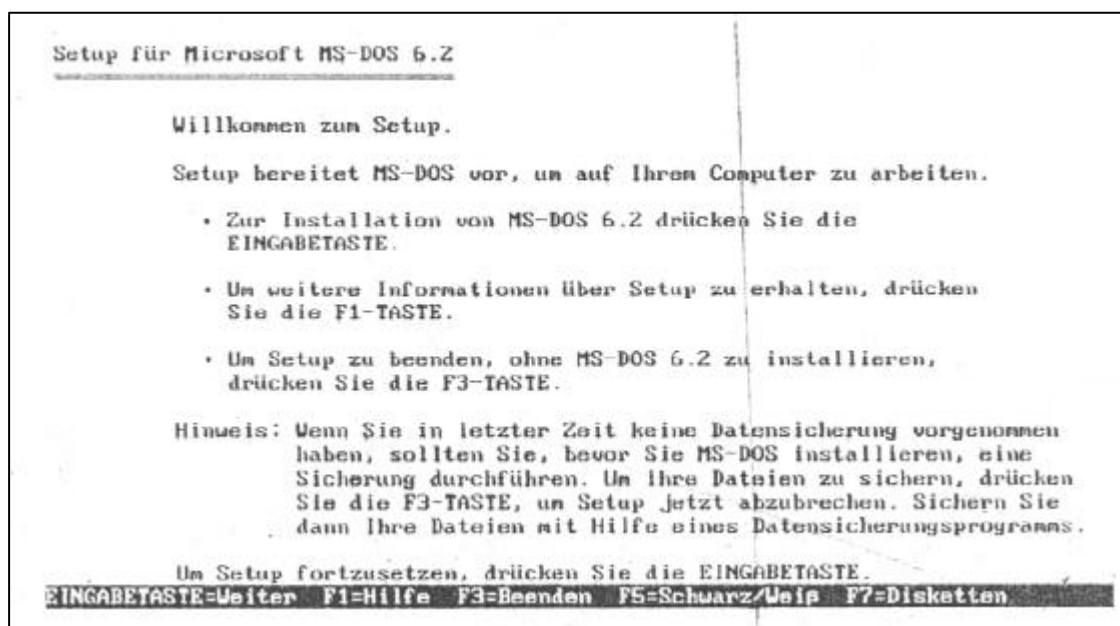 Setup für Microsoft MS-DOS 6.2
Willkommen zum Setup.
Setup bereitet MS-DOS vor, um auf Ihrem Computer zu arbeiten.
• Zur Installation von MS-DOS 6.2 drücken Sie die
EINGABETASTE.
• Um weitere Informationen über Setup zu erhalten, drücken
Sie die F1-TASTE.
• Um Setup zu beenden, ohne MS-DOS 6.2 zu installieren,
drücken Sie die F3-TASTE.
Hinweis: Wenn Sie in letzter Zeit keine Datensicherung vorgenommen
haben, sollten Sie, bevor Sie MS-DOS installieren, eine
Sicherung durchführen. Um Ihre Dateien zu sichern, drücken
Sie die F3-TASTE, um Setup jetzt abzubrechen. Sichern Sie
dann Ihre Dateien mit Hilfe eines Datensicherungsprogramms.
Um Setup fortzusetzen, drücken Sie die EINGABETASTE.
EINGABETASTE=Weiter F1=Hilfe F3=Beenden F5=Schwarz/Weiß F7=Disketten